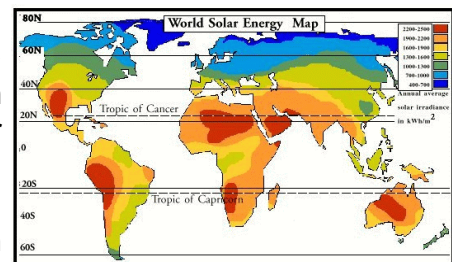 World Solar Energy Map
80N
60N
40N
20N
.0
20S
40S
60S
Tropic of Cancer
Tropic of Capricorn
2200-2500
1900-2200
1600-1900
1300-1600
1000-1300
700-1000
400-700
Annual average
solar irradiance
in kWh/m²